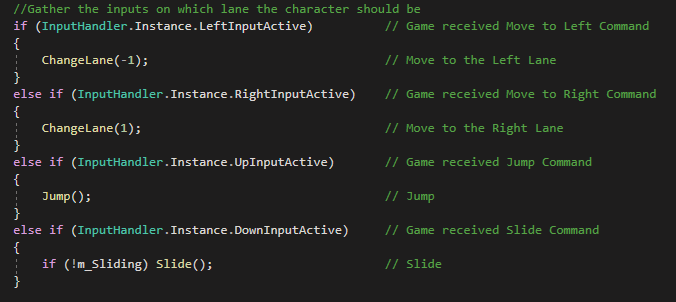 //Gather the inputs on which lane the character should be
if (InputHandler.Instance.LeftInputActive) // Game received Move to Left Command
{
ChangeLane(-1); // Move to the Left Lane
}
else if (InputHandler.Instance.RightInputActive) // Game received Move to Right Command
{
ChangeLane(1); // Move to the Right Lane
}
else if (InputHandler.Instance.UpInputActive) // Game received Jump Command
{
Jump(); // Jump
}
else if (InputHandler.Instance.DownInputActive) // Game received Slide Command
{
if (!m_Sliding) Slide(); // Slide
}